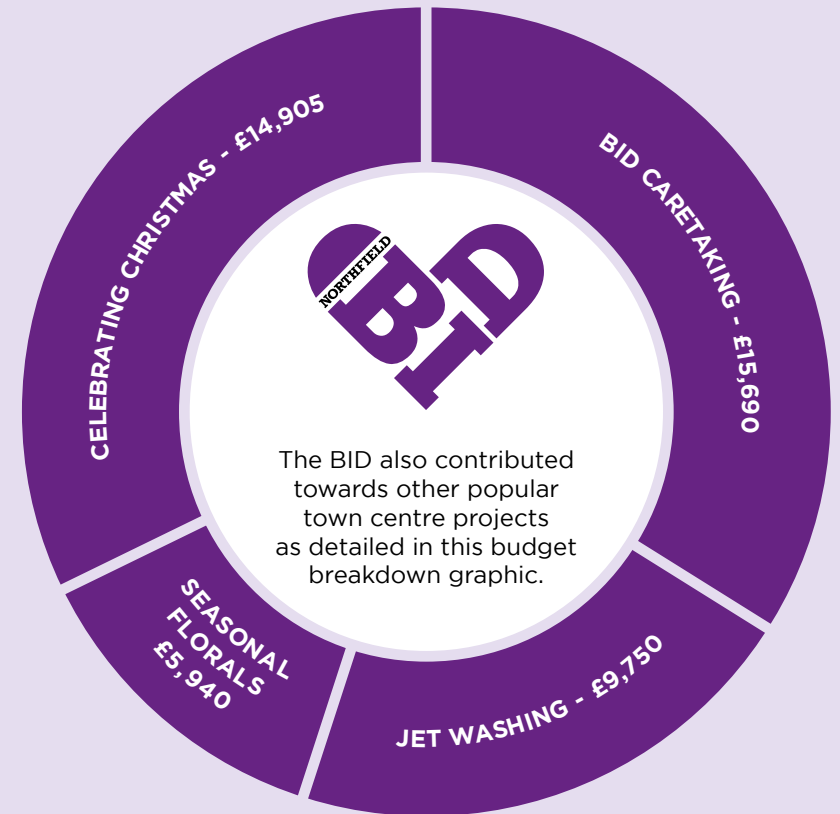 CELEBRATING CHRISTMAS - £14,905
BID CARETAKING - £15,690
NORTHFIELD
BID
The BID also contributed
towards other popular
town centre projects
as detailed in this budget
breakdown graphic.
SEASONAL
FLORALS
£5,940
JET WASHING - £9,750